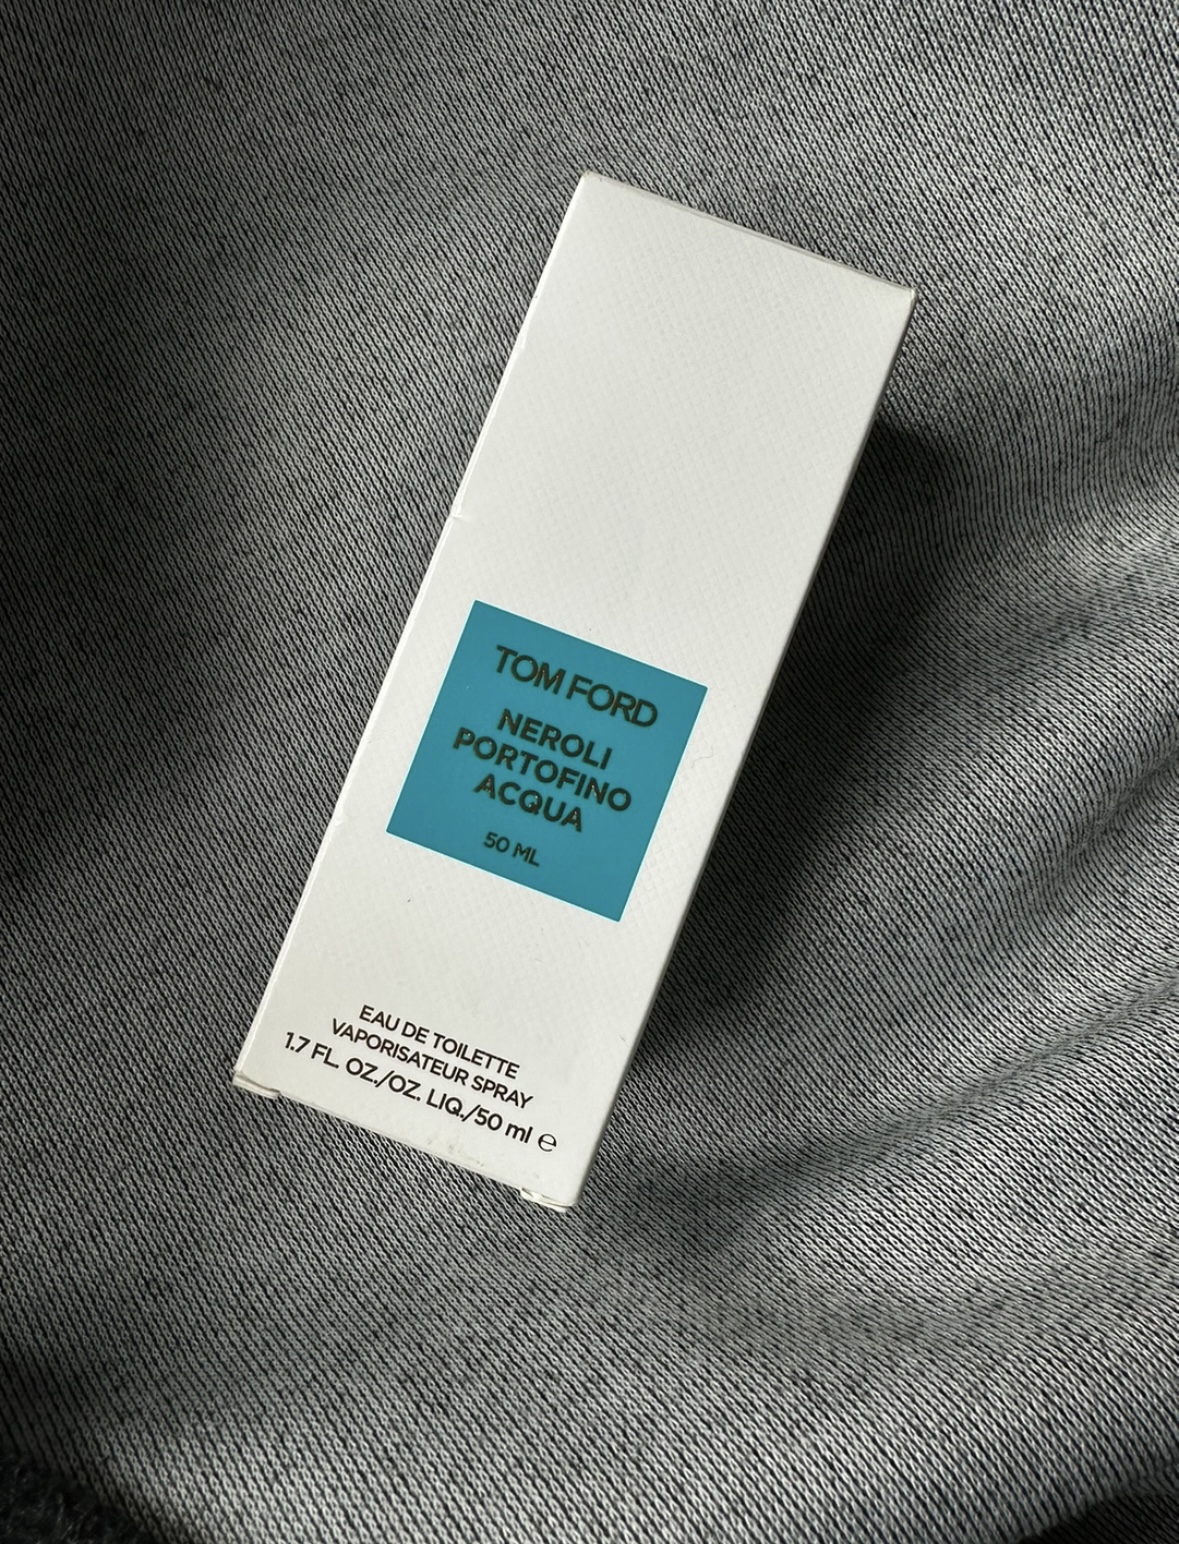 TOM FORD
NEROLI
PORTOFINO
ACQUA
50 ML
EAU DE TOILETTE
VAPORISATEUR SPRAY
1.7 FL. OZ./OZ. LIQ./50 ml ℮